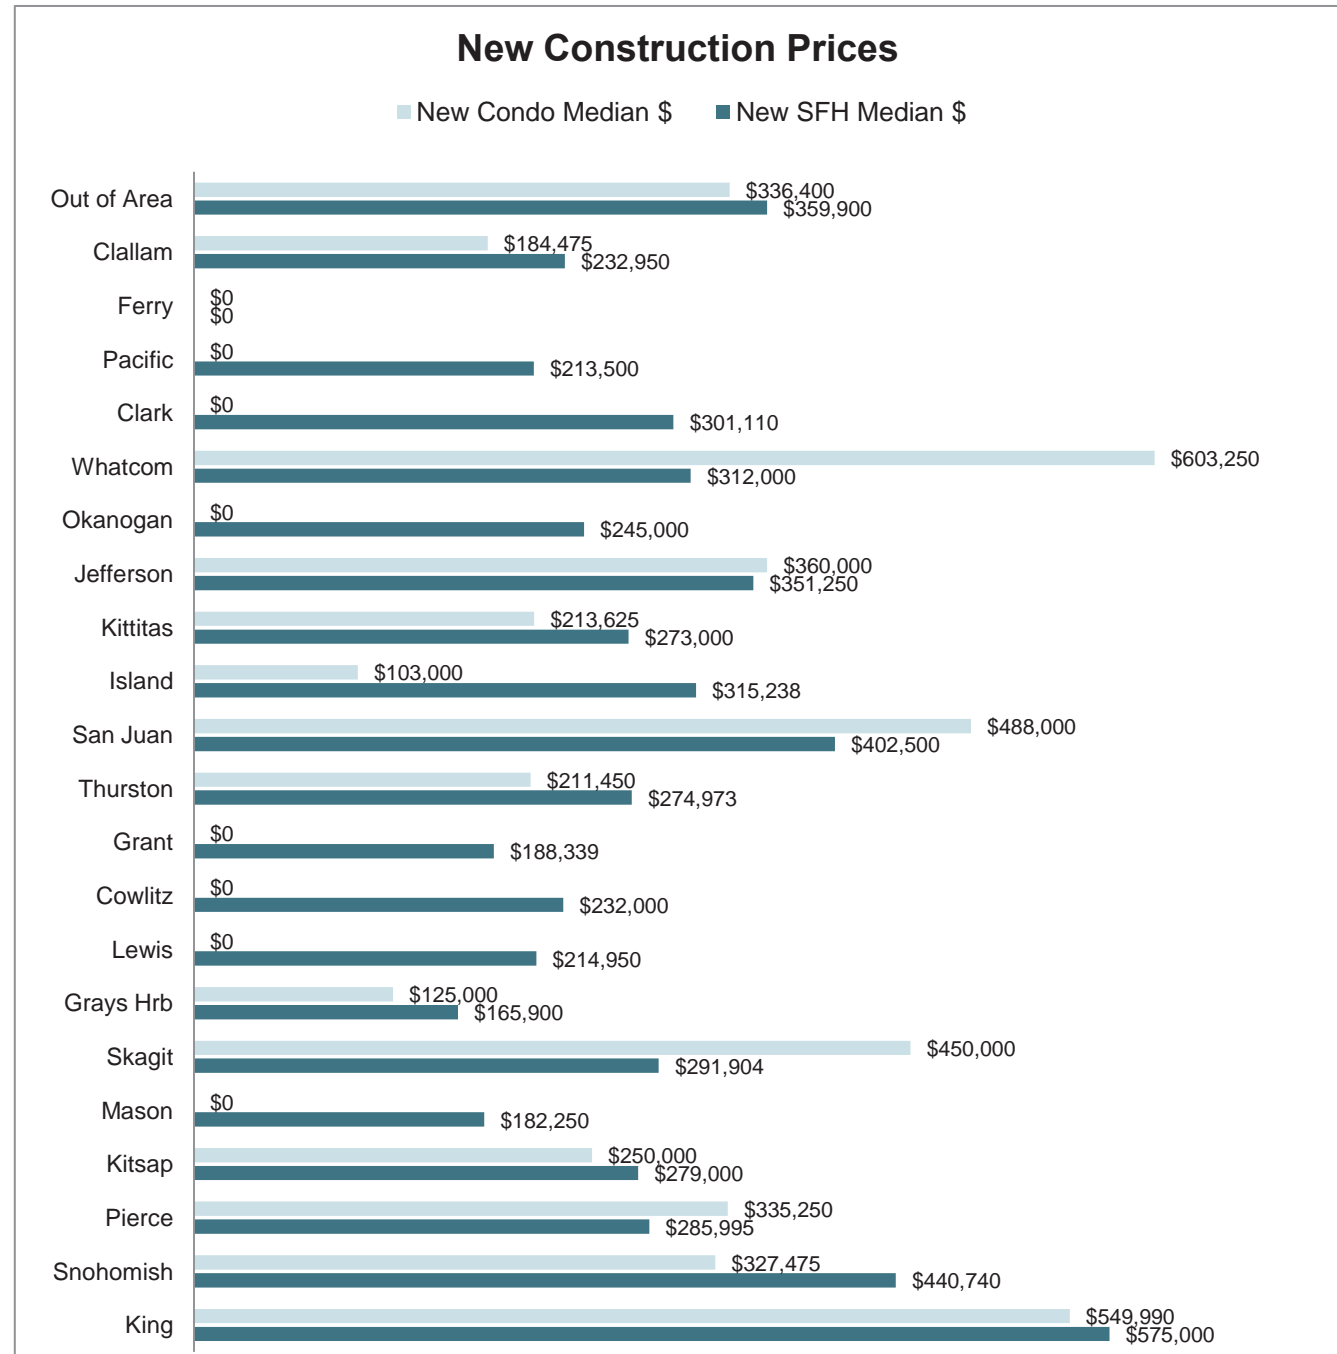 New Construction Prices
New Condo Median $ New SFH Median $
Out of Area $336,400
$359,900
Clallam $184,475
$232,950
Ferry $0
$0
Pacific $0
$213,500
Clark $0
$301,110
Whatcom $603,250
$312,000
Okanogan $0
$245,000
Jefferson $360,000
$351,250
Kittitas $213,625
$273,000
Island $103,000
$315,238
San Juan $488,000
$402,500
Thurston $211,450
$274,973
Grant $0
$188,339
Cowlitz $0
$232,000
Lewis $0
$214,950
Grays Hrb $125,000
$165,900
Skagit $450,000
$291,904
Mason $0
$182,250
Kitsap $250,000
$279,000
Pierce $335,250
$285,995
Snohomish $327,475
$440,740
King $549,990
$575,000